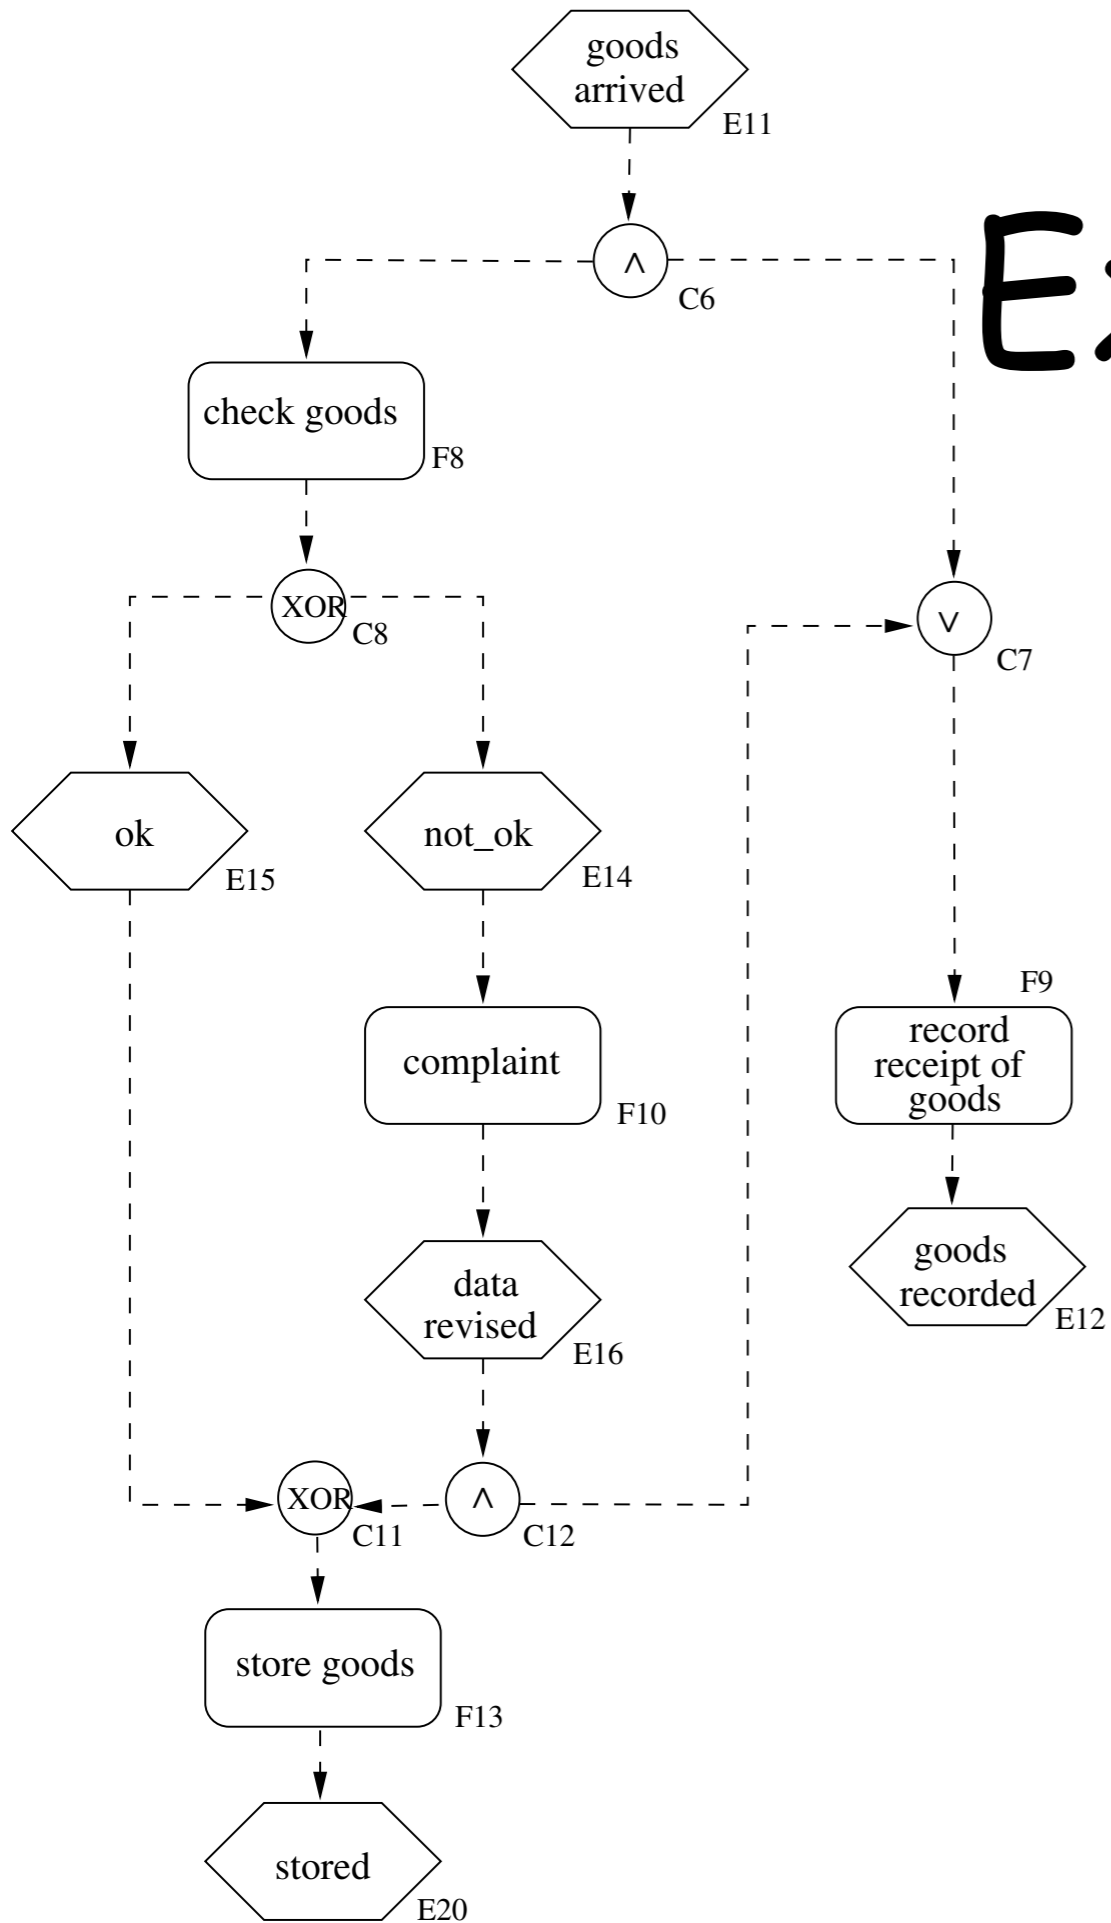 goods
arrived
E11
^
C6
check goods
F8
XOR
C8
v
C7
ok
E15
not_ok
E14
F9
record
receipt of
goods
complaint
F10
goods
recorded
E12
data
revised
E16
XOR
C11
^
C12
store goods
F13
stored
E20